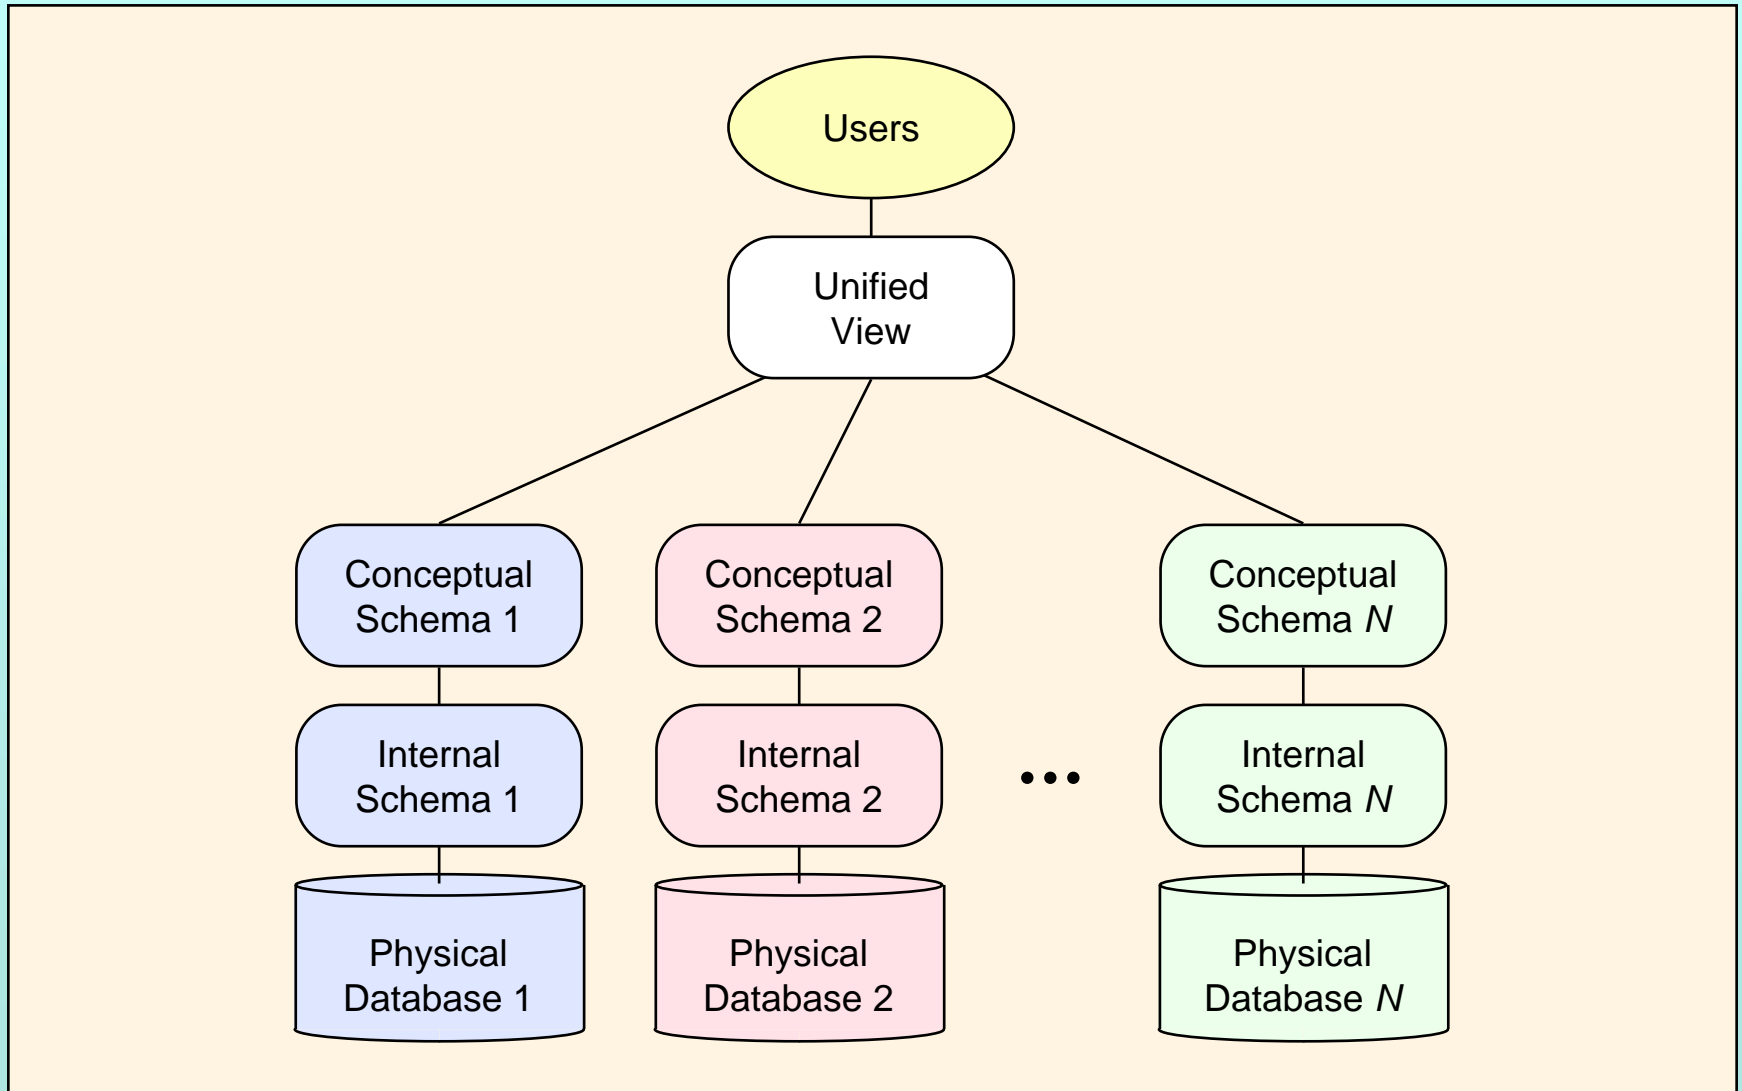 Users
Unified
View
Conceptual
Schema 1
Conceptual
Schema 2
Conceptual
Schema N
Internal
Schema 1
Internal
Schema 2
•••
Internal
Schema N
Physical
Database 1
Physical
Database 2
Physical
Database N